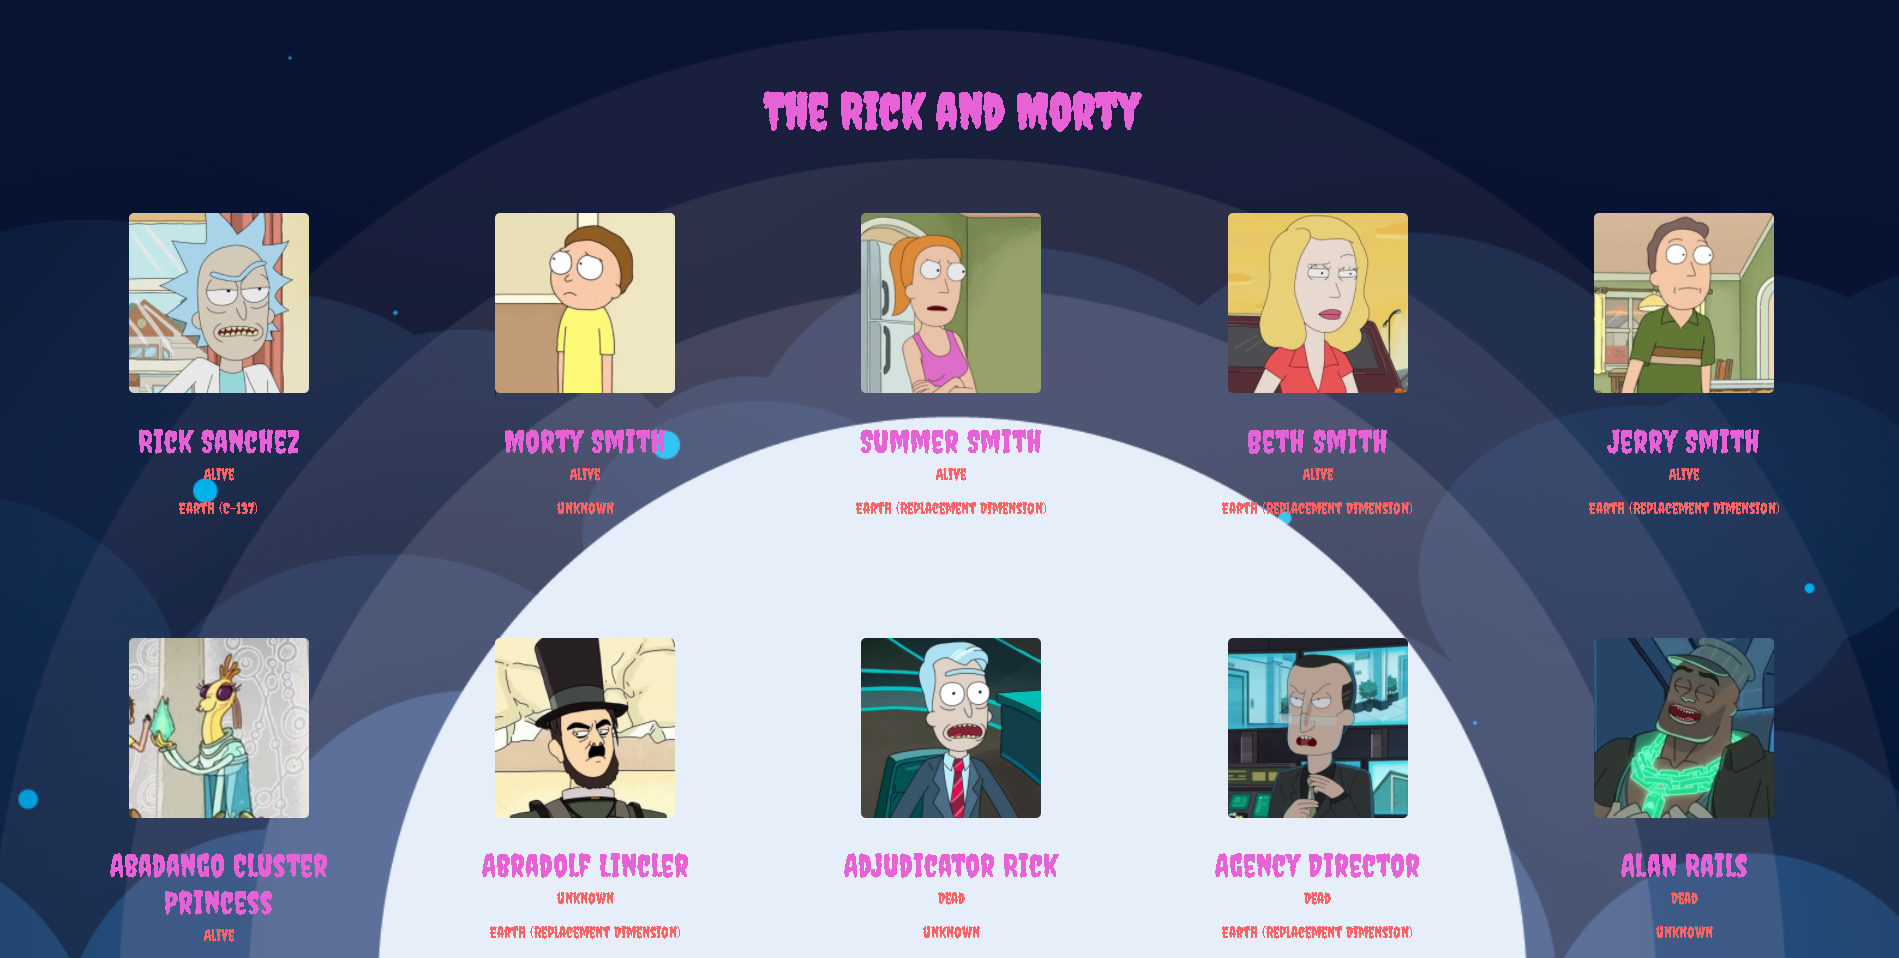 THE RICK AND MORTY
RICK SANCHEZ
ALIVE
EARTH (C-137)
MORTY SMITH
ALIVE
UNKNOWN
SUMMER SMITH
ALIVE
EARTH (REPLACEMENT DIMENSION)
BETH SMITH
ALIVE
EARTH (REPLACEMENT DIMENSION)
JERRY SMITH
ALIVE
EARTH (REPLACEMENT DIMENSION)
ABADANGO CLUSTER
PRINCESS
ALIVE
ABRADOLF LINCLER
UNKNOWN
EARTH (REPLACEMENT DIMENSION)
ADJUDICATOR RICK
DEAD
UNKNOWN
AGENCY DIRECTOR
DEAD
EARTH (REPLACEMENT DIMENSION)
ALAN RAILS
DEAD
UNKNOWN